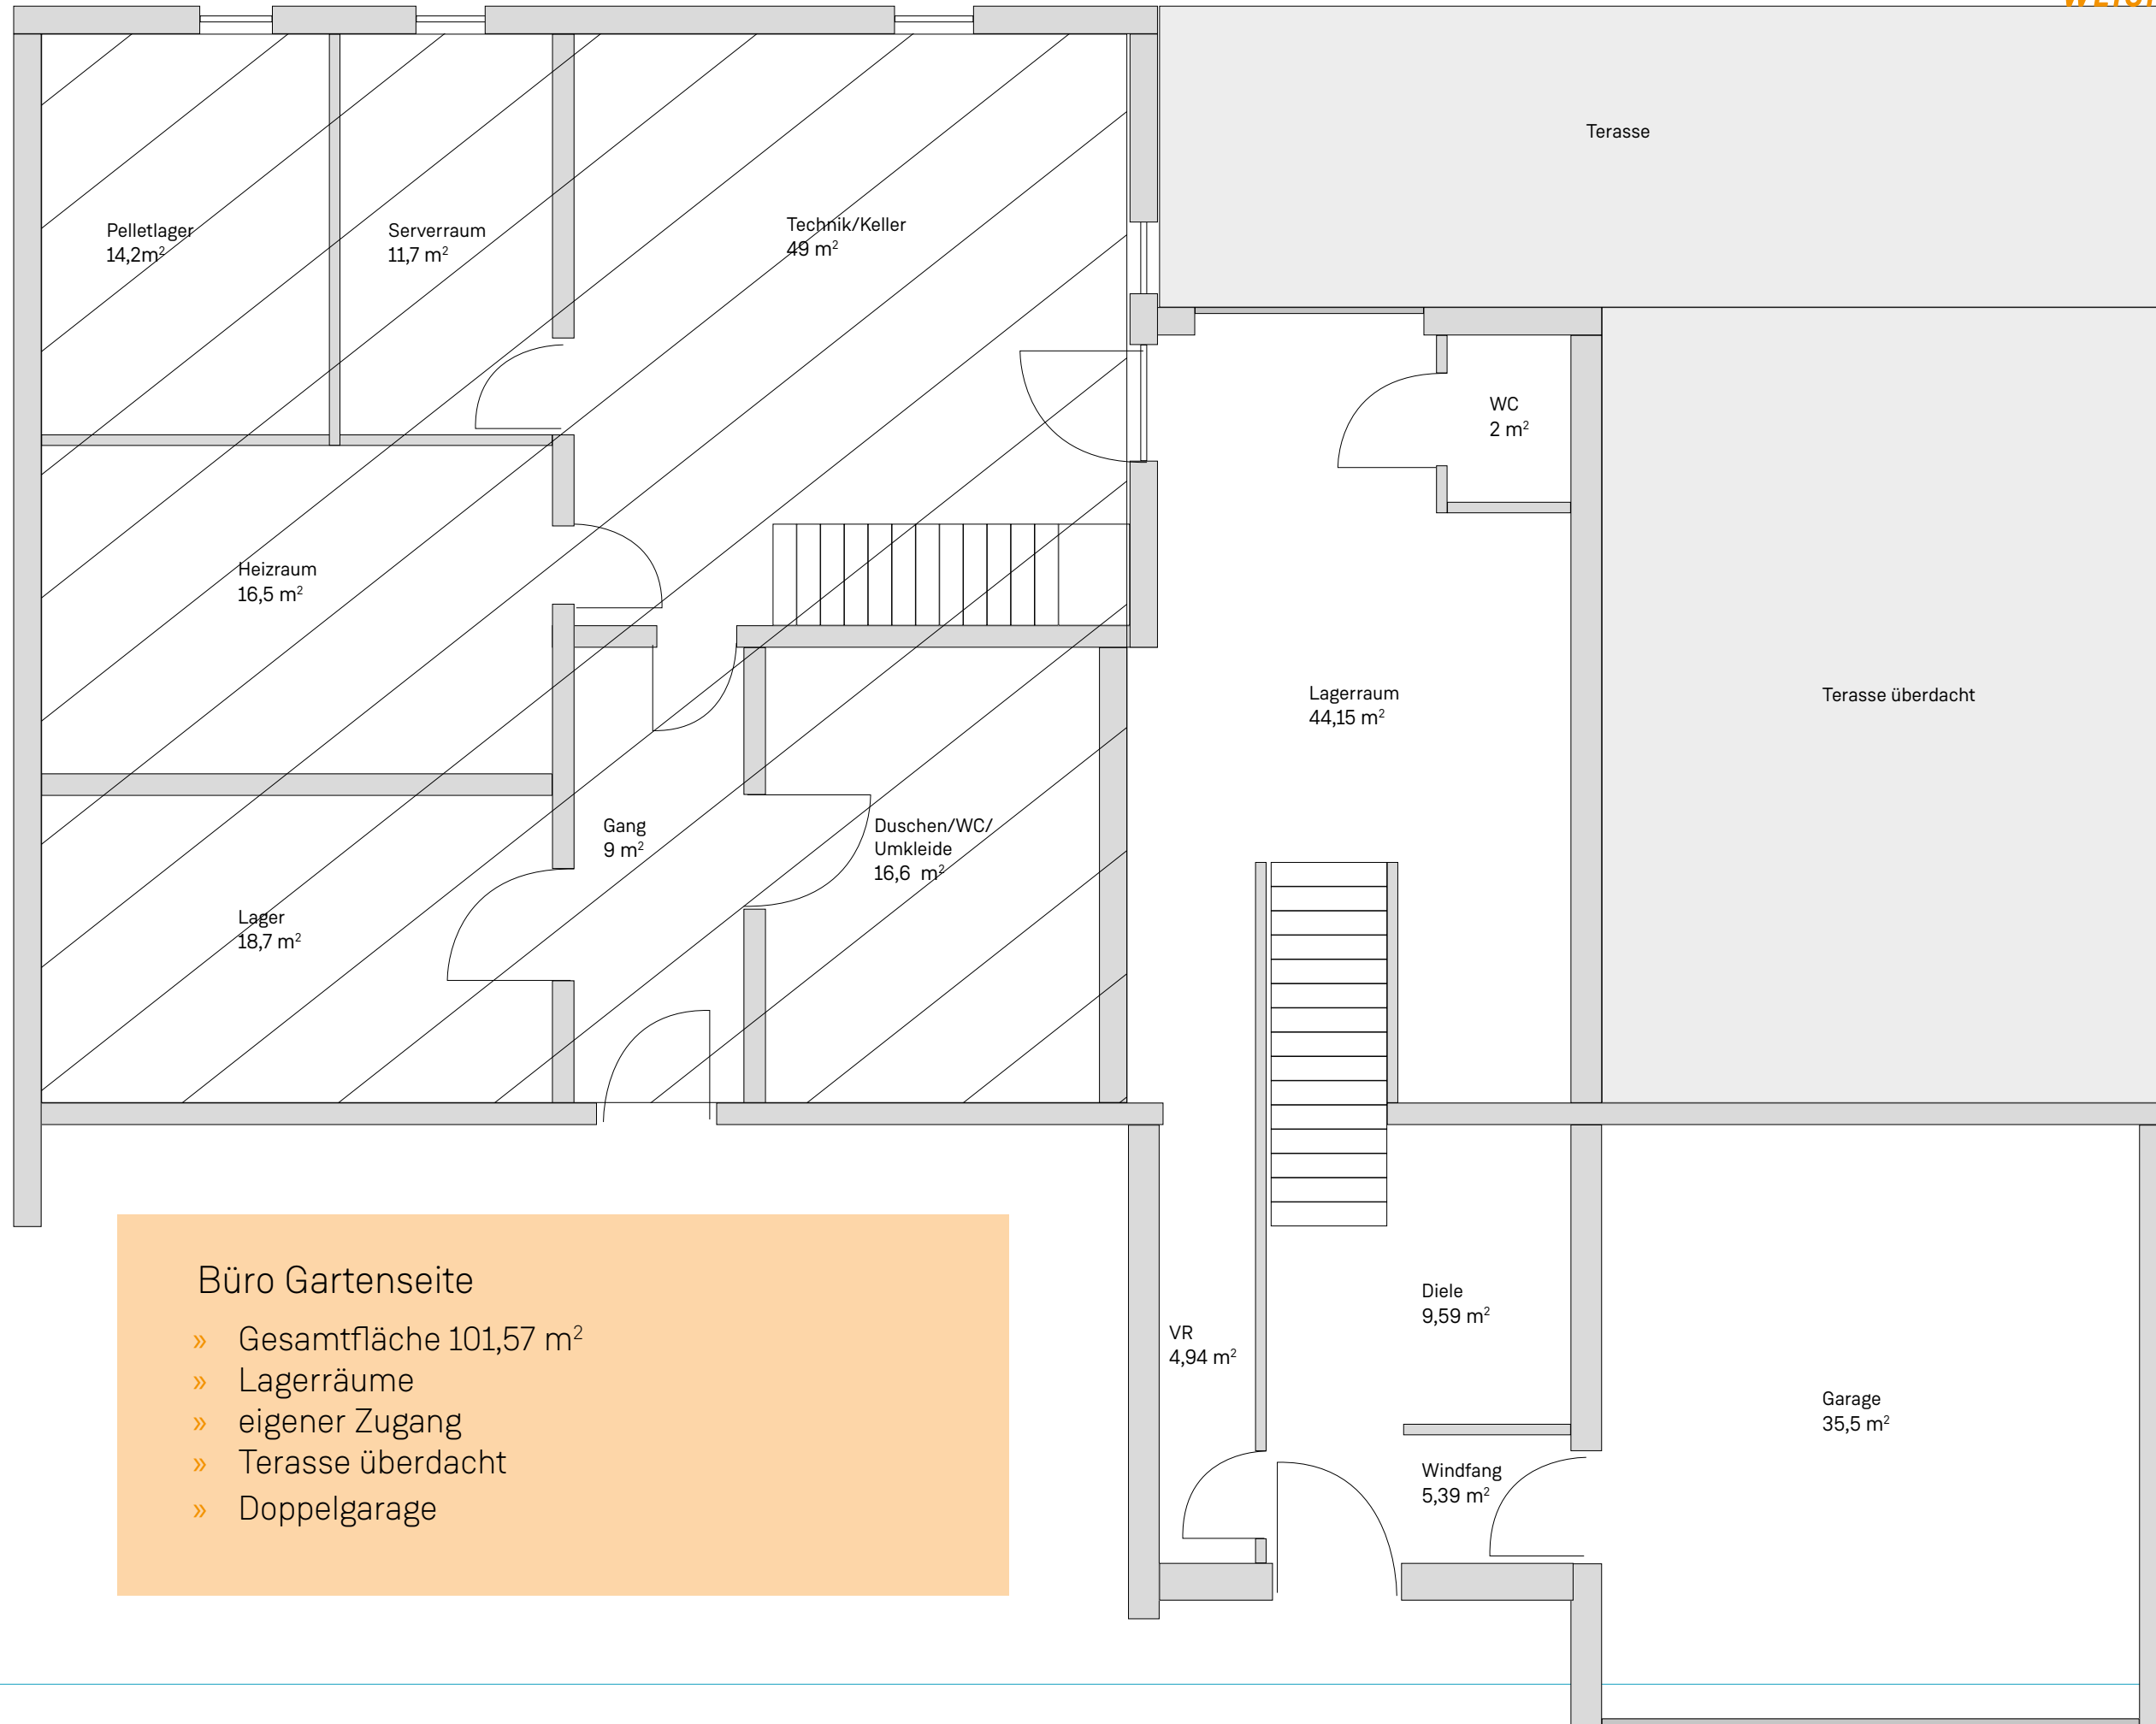 Terasse
Pelletlager
14,2m²
Serverraum
11,7 m²
Technik/Keller
49 m²
WC
2 m²
Heizraum
16,5 m²
Lagerraum
44,15 m²
Terasse überdacht
Gang
9 m²
Duschen/WC/
Umkleide
16,6 m²
Lager
18,7 m²
Büro Gartenseite
» Gesamtfläche 101,57 m²
» Lagerräume
» eigener Zugang
» Terasse überdacht
» Doppelgarage
Diele
9,59 m²
VR
4,94 m²
Garage
35,5 m²
Windfang
5,39 m²